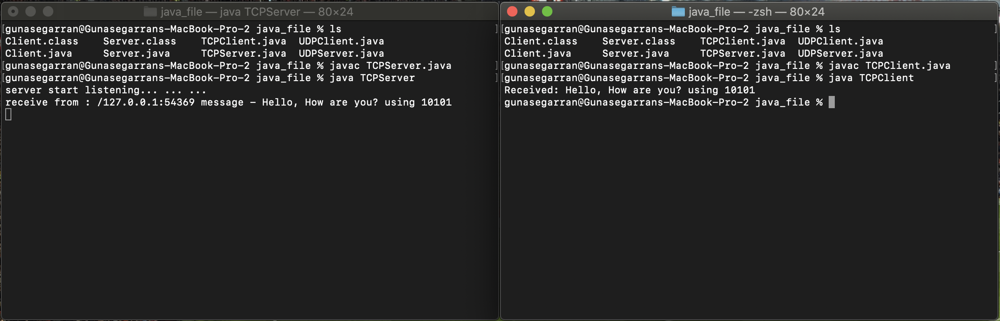 java_file — java TCPServer — 80×24
[gunasegarran@Gunasegarrans-MacBook-Pro-2 java_file % ls ]
Client.class    Server.class    TCPClient.java  UDPClient.java
Client.java     Server.java     TCPServer.java  UDPServer.java
[gunasegarran@Gunasegarrans-MacBook-Pro-2 java_file % javac TCPServer.java ]
[gunasegarran@Gunasegarrans-MacBook-Pro-2 java_file % java TCPServer ]
server start listening... ... ...
receive from : /127.0.0.1:54369 message - Hello, How are you? using 10101
java_file — -zsh — 80×24
[gunasegarran@Gunasegarrans-MacBook-Pro-2 java_file % ls ]
Client.class    Server.class    TCPClient.java  UDPClient.java
Client.java     Server.java     TCPServer.java  UDPServer.java
[gunasegarran@Gunasegarrans-MacBook-Pro-2 java_file % javac TCPClient.java ]
[gunasegarran@Gunasegarrans-MacBook-Pro-2 java_file % java TCPClient ]
Received: Hello, How are you? using 10101
gunasegarran@Gunasegarrans-MacBook-Pro-2 java_file %